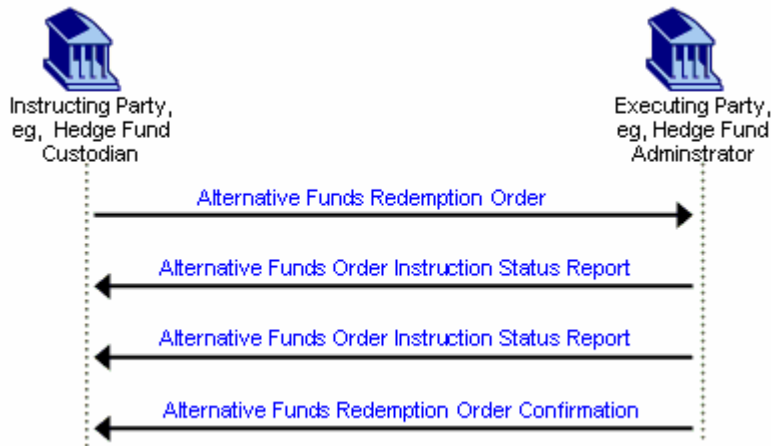 Instructing Party,
eg, Hedge Fund
Custodian
Executing Party,
eg, Hedge Fund
Adminstrator
Alternative Funds Redemption Order
Alternative Funds Order Instruction Status Report
Alternative Funds Order Instruction Status Report
Alternative Funds Redemption Order Confirmation